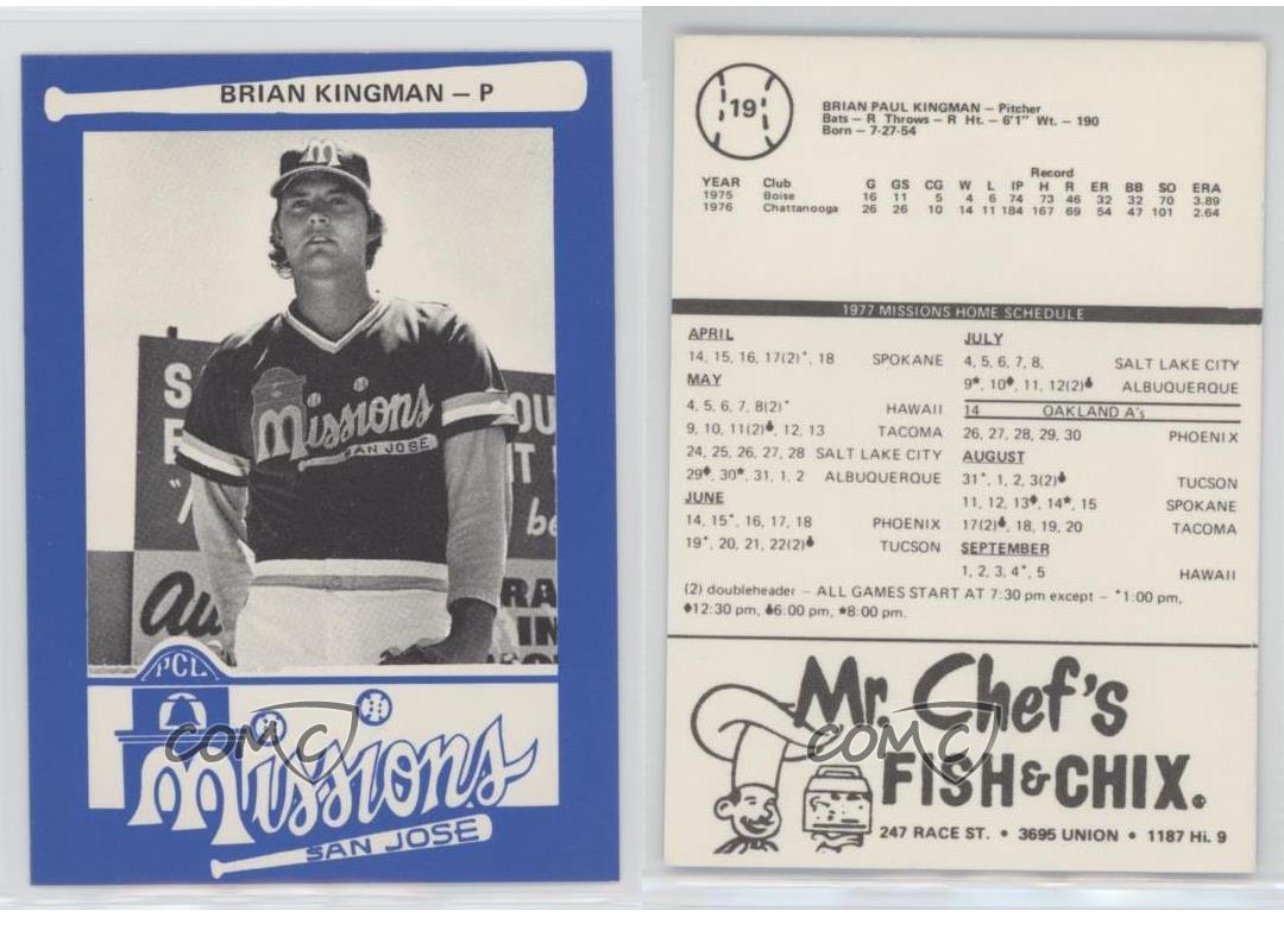 BRIAN KINGMAN – P
M
Missions
SAN JOSE
be
PCL
Missions
SAN JOSE
COMC
19
BRIAN PAUL KINGMAN – Pitcher
Bats – R Throws – R Ht. – 6'1" Wt. – 190
Born – 7-27-54
Record
YEAR Club G GS CG W L IP H R ER BB SO ERA
1975 Boise 16 11 5 4 6 74 73 46 32 32 70 3.89
1976 Chattanooga 26 26 10 14 11 184 167 69 54 47 101 2.64
1977 MISSIONS HOME SCHEDULE
APRIL
14, 15, 16, 17(2)*, 18 SPOKANE
MAY
4, 5, 6, 7, 8(2)* HAWAII
9, 10, 11(2)♠, 12, 13 TACOMA
24, 25, 26, 27, 28 SALT LAKE CITY
29♦, 30★, 31, 1, 2 ALBUQUERQUE
JUNE
14, 15*, 16, 17, 18 PHOENIX
19*, 20, 21, 22(2)♠ TUCSON
JULY
4, 5, 6, 7, 8, SALT LAKE CITY
9★, 10♦, 11, 12(2)♠ ALBUQUERQUE
14 OAKLAND A's
26, 27, 28, 29, 30 PHOENIX
AUGUST
31*, 1, 2, 3(2)♠ TUCSON
11, 12, 13♦, 14★, 15 SPOKANE
17(2)♠, 18, 19, 20 TACOMA
SEPTEMBER
1, 2, 3, 4*, 5 HAWAII
(2) doubleheader – ALL GAMES START AT 7:30 pm except – *1:00 pm,
♦12:30 pm, ♠6:00 pm, ★8:00 pm.
Mr. Chef's
FISH & CHIX.
247 RACE ST. • 3695 UNION • 1187 Hi. 9
COMC